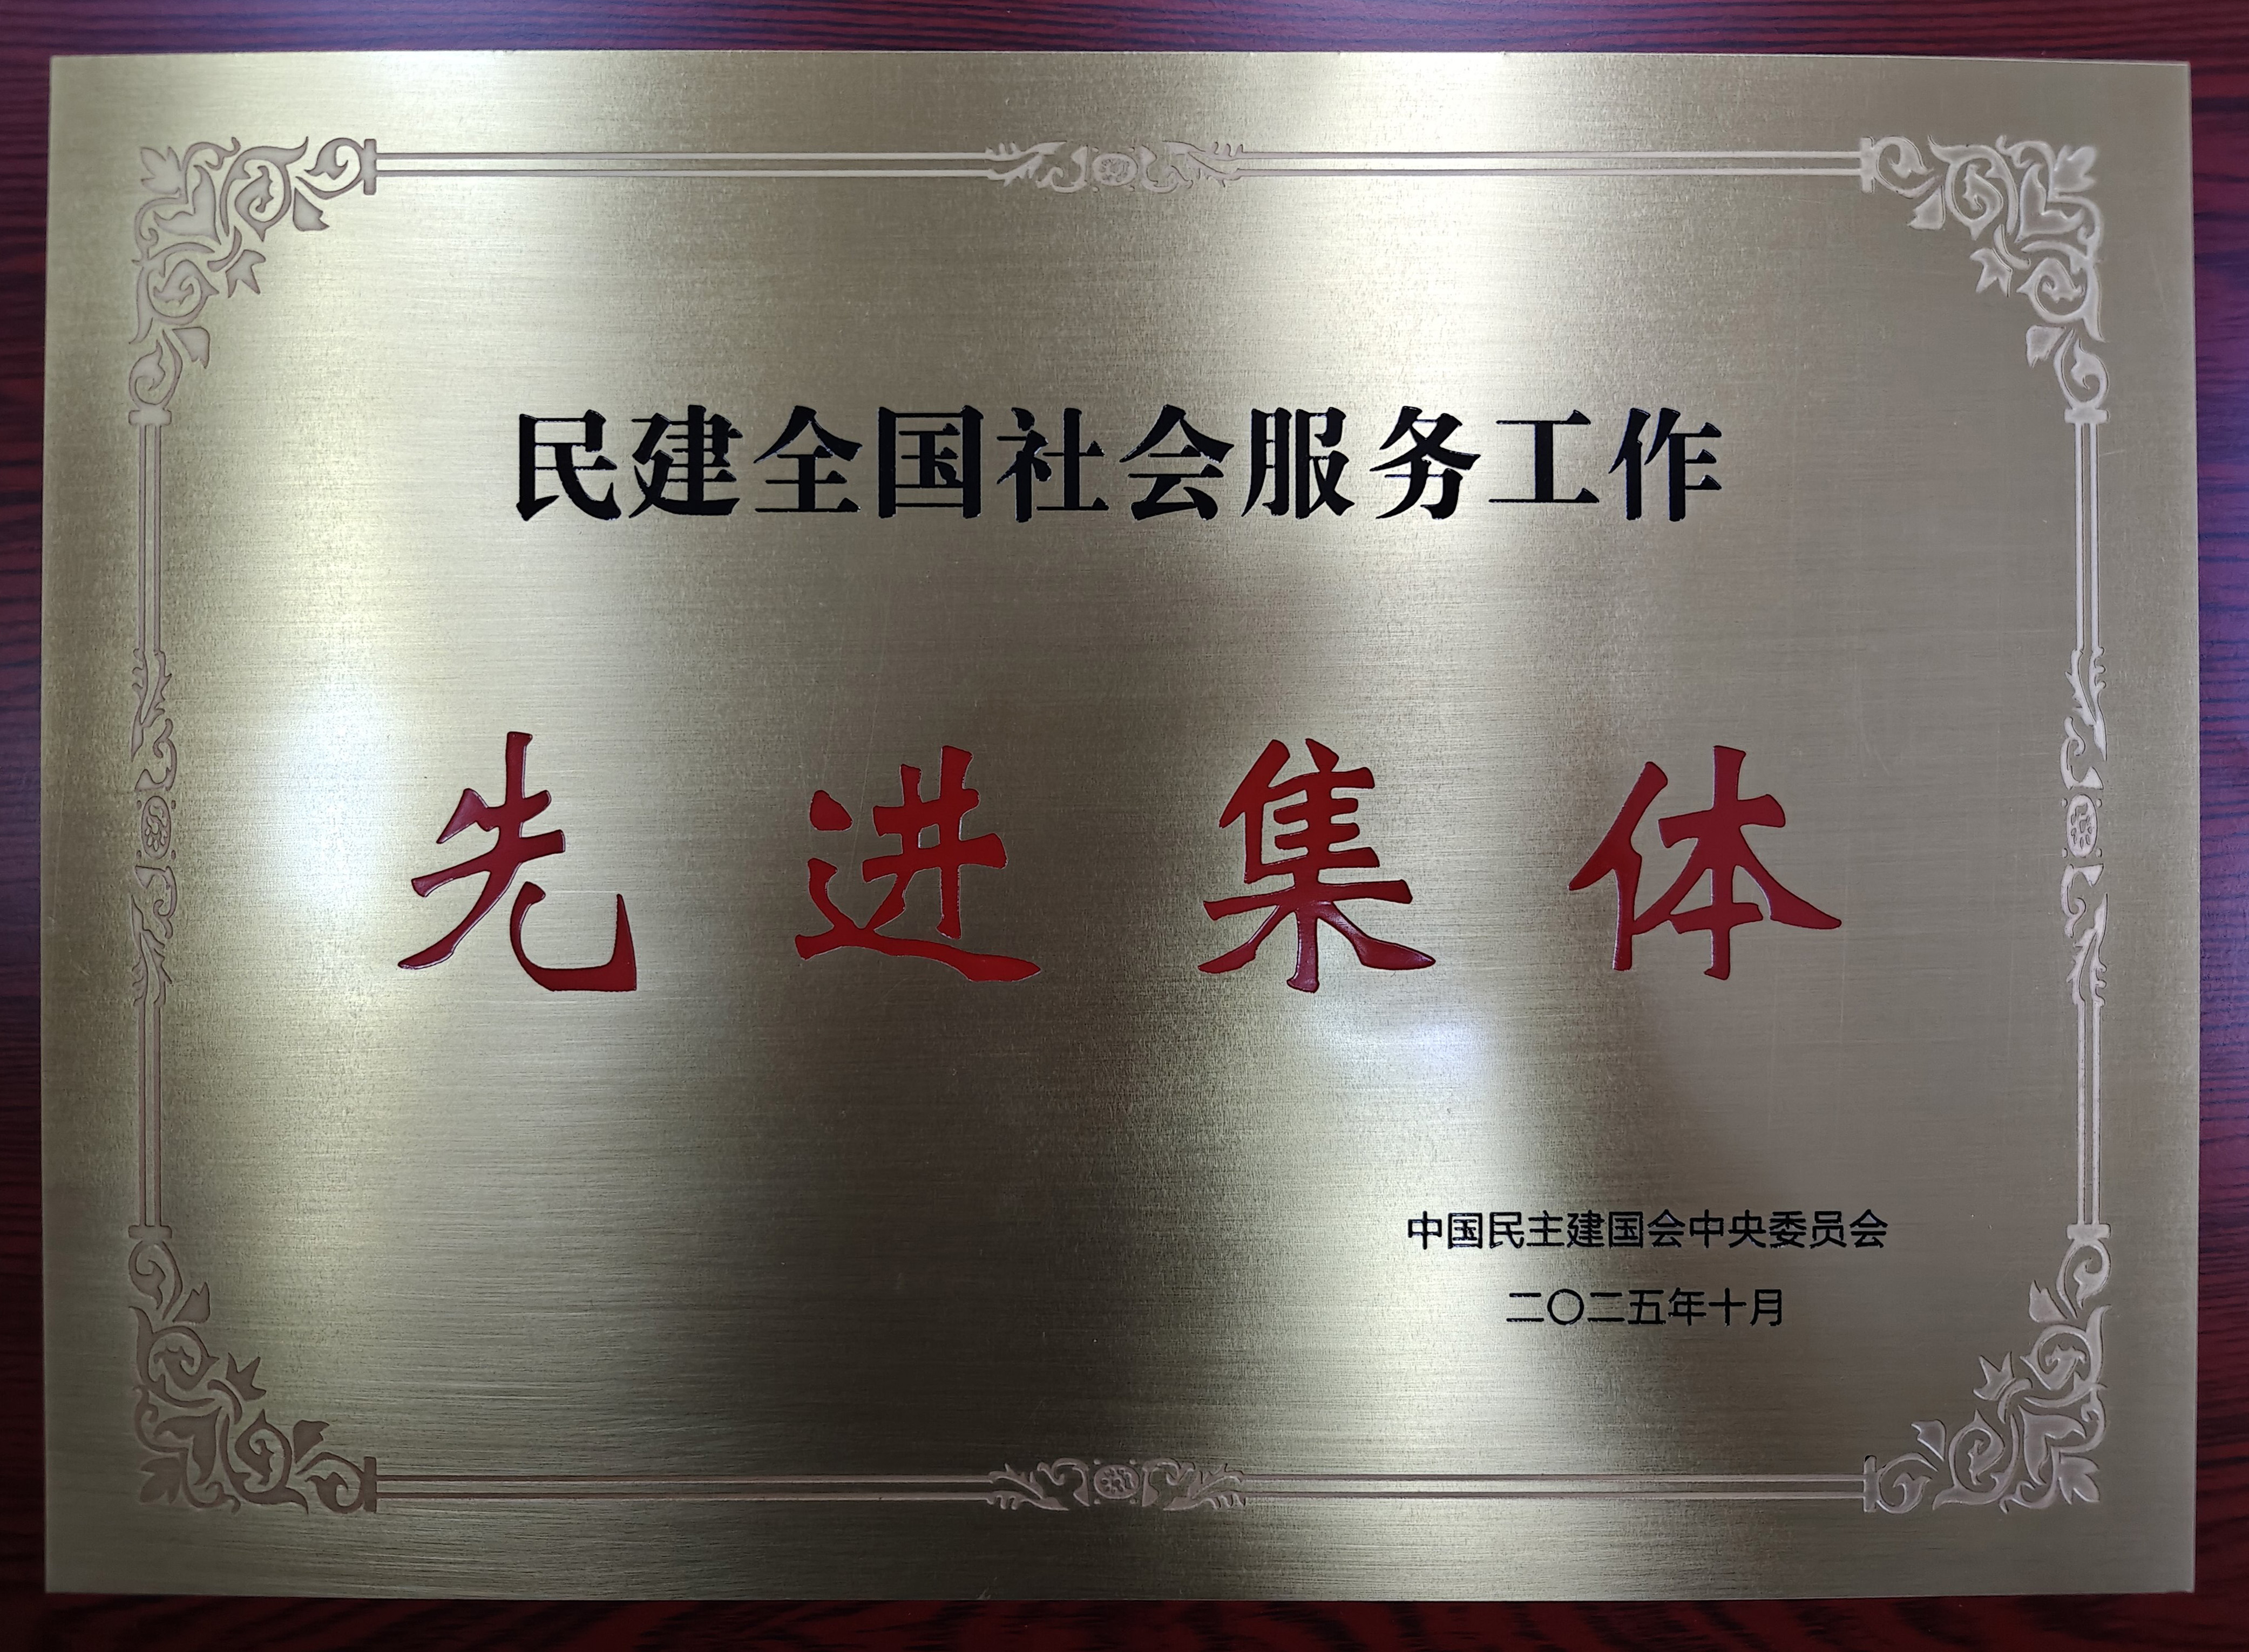 民建全国社会服务工作
先进集体
中国民主建国会中央委员会
二〇二五年十月